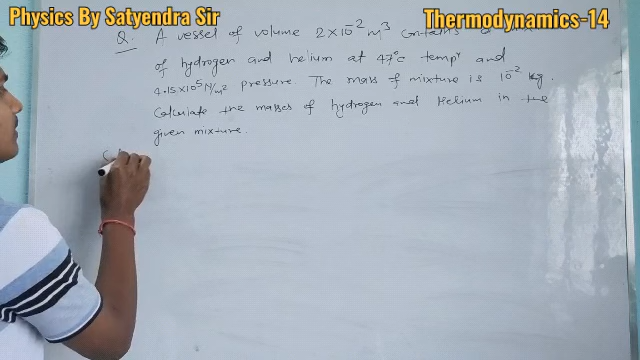 Physics By Satyendra Sir
Thermodynamics-14
Q. A vessel of volume 2×10⁻² m³ contains a
of hydrogen and helium at 47°c tempr and
4.15×10⁵ N/m² pressure. The mass of mixture is 10⁻² kg.
Calculate the masses of hydrogen and Helium in the
given mixture.